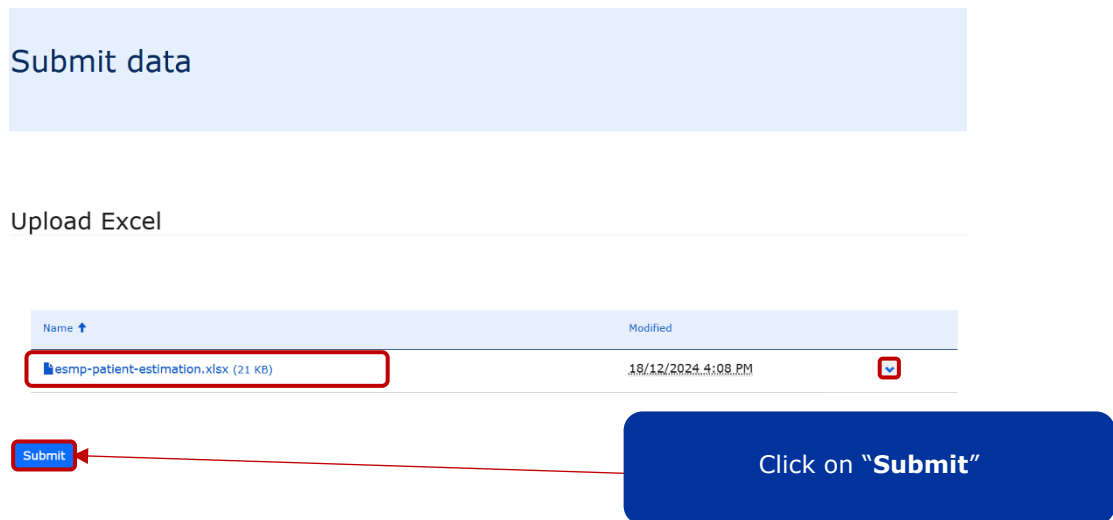 Submit data
Upload Excel
Name Modified
esmp-patient-estimation.xlsx (21 KB) 18/12/2024 4:08 PM
Submit
Click on “Submit”